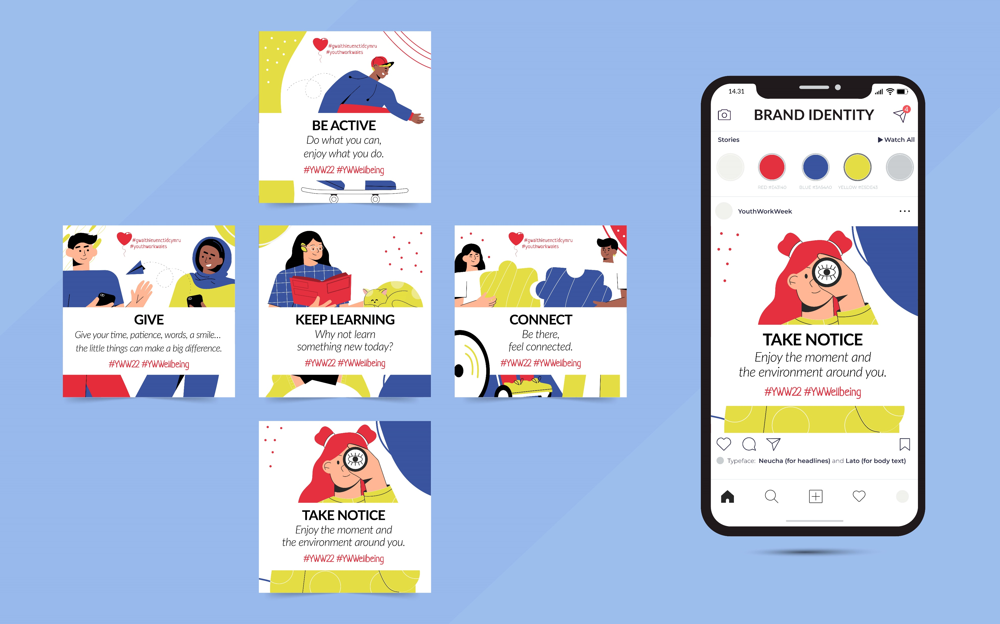 #gwaithieuenctidcymru
#youthworkwales
BE ACTIVE
Do what you can,
enjoy what you do.
#YWW22 #YWWellbeing
#gwaithieuenctidcymru
#youthworkwales
GIVE
Give your time, patience, words, a smile...
the little things can make a big difference.
#YWW22 #YWWellbeing
KEEP LEARNING
Why not learn
something new today?
#YWW22 #YWWellbeing
#gwaithieuenctidcymru
#youthworkwales
CONNECT
Be there,
feel connected.
#YWW22 #YWWellbeing
TAKE NOTICE
Enjoy the moment and
the environment around you.
#YWW22 #YWWellbeing
14.31
BRAND IDENTITY
4
Stories
Watch All
RED #E43140
BLUE #3A54A0
YELLOW #E5DE43
YouthWorkWeek
TAKE NOTICE
Enjoy the moment and
the environment around you.
#YWW22 #YWWellbeing
Typeface: Neucha (for headlines) and Lato (for body text)